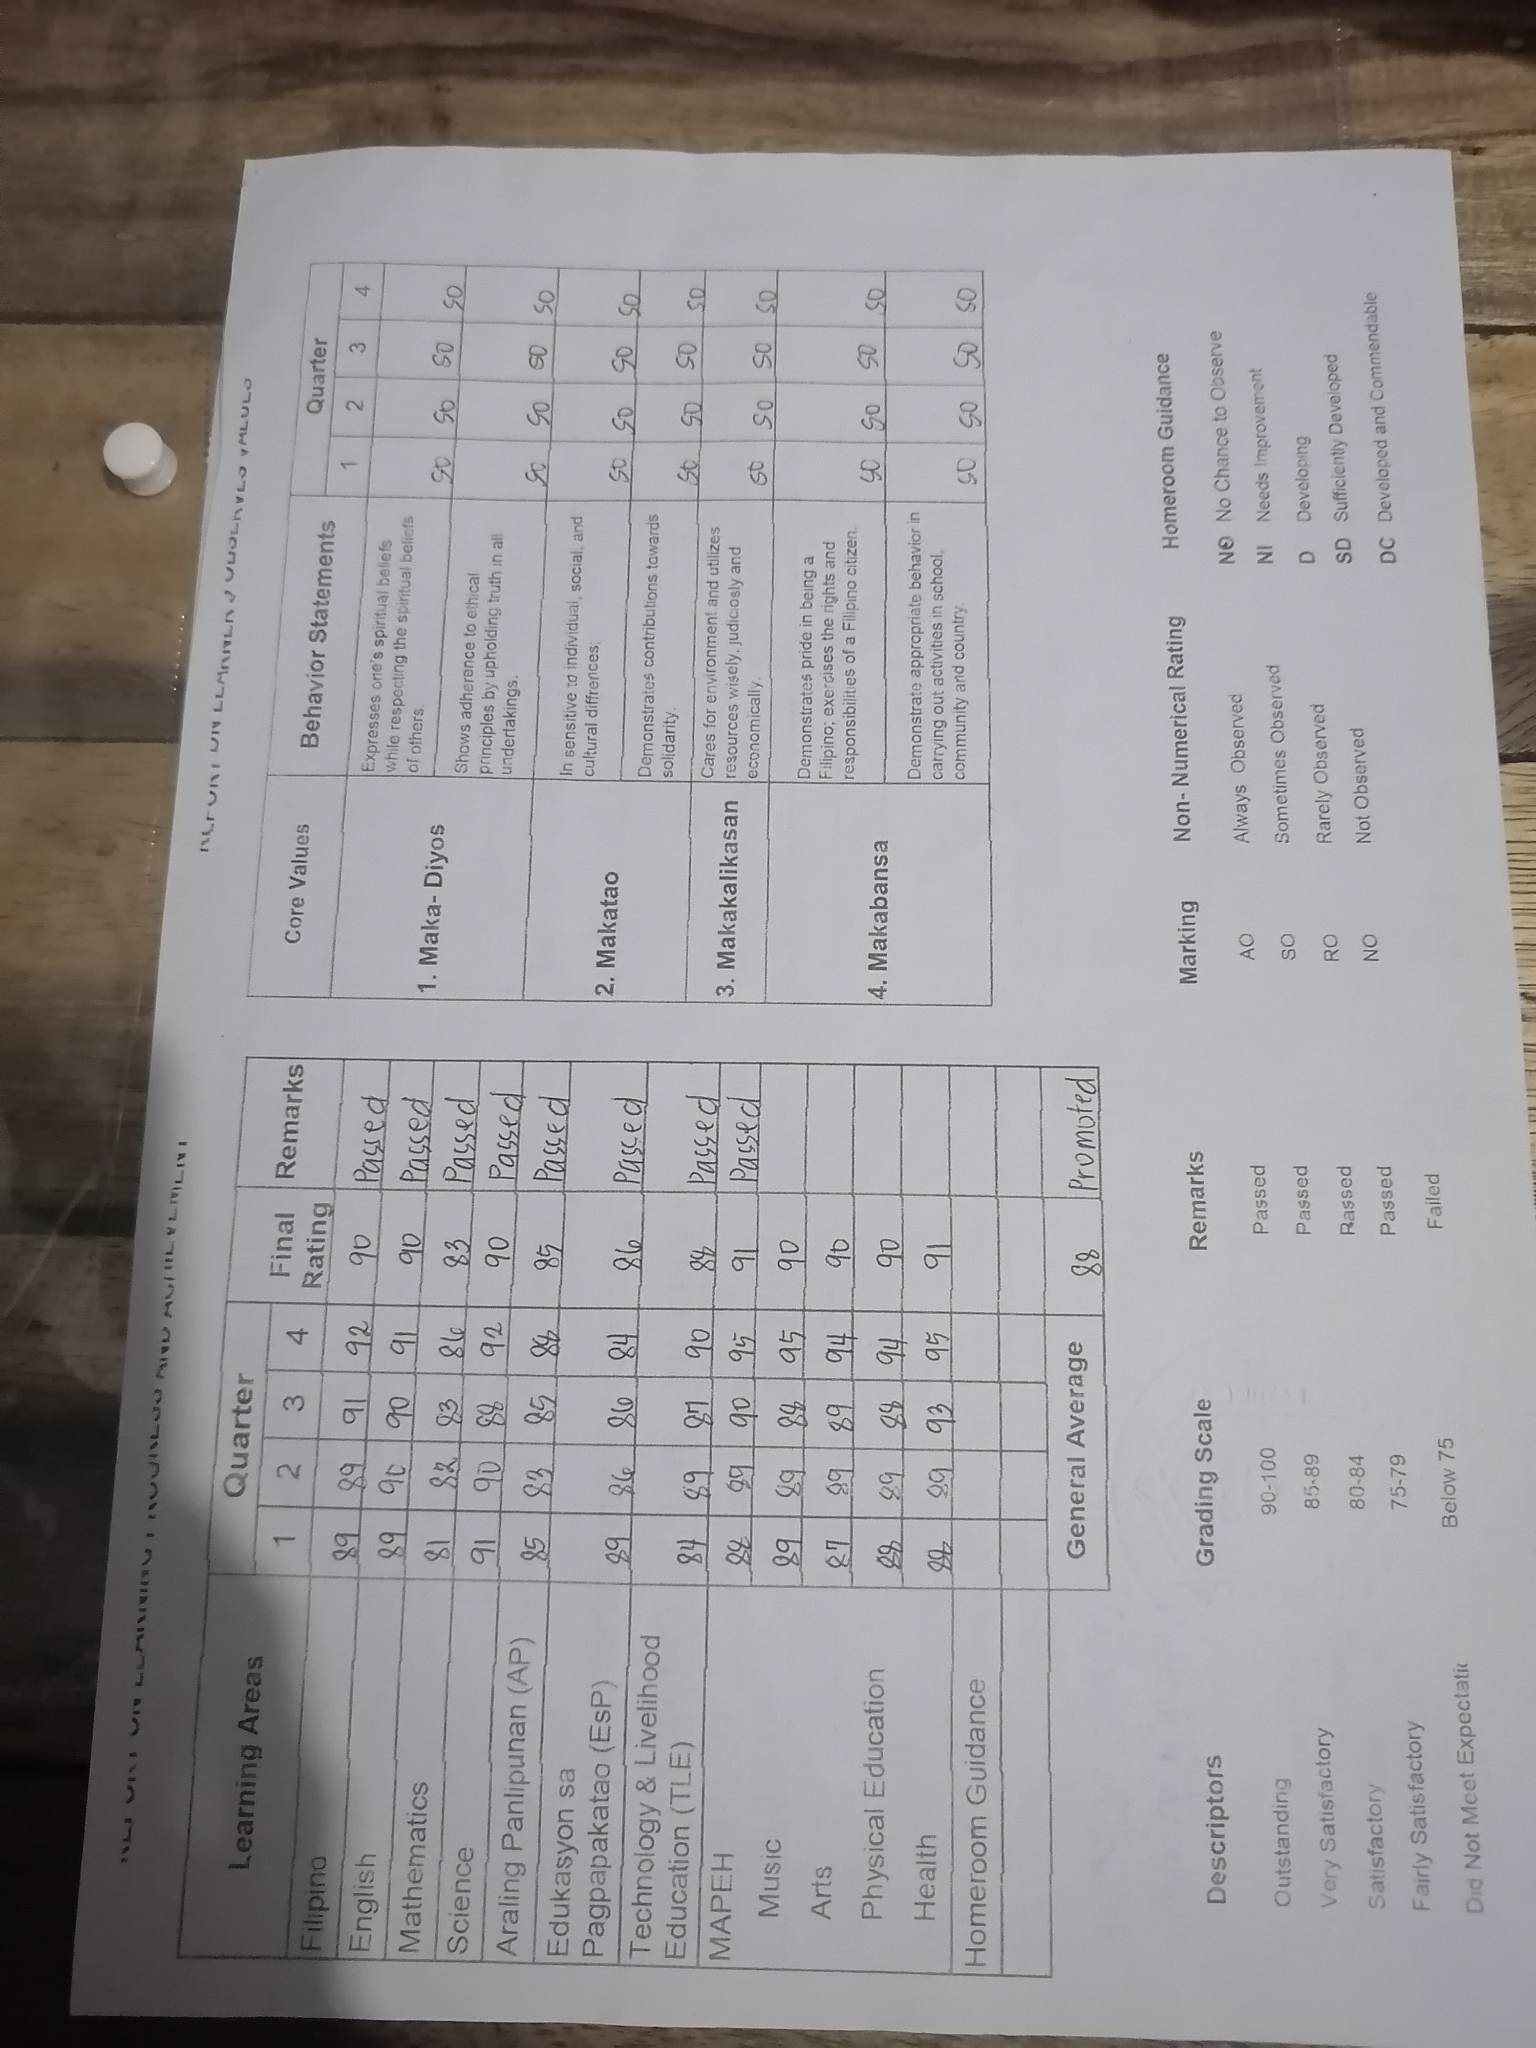 REPORT ON LEARNING PROGRESS AND ACHIEVEMENT
Learning Areas Quarter Final Rating Remarks
1 2 3 4
Filipino 89 89 91 92 90 Passed
English 89 90 90 91 90 Passed
Mathematics 81 82 83 86 83 Passed
Science 91 90 88 92 90 Passed
Araling Panlipunan (AP) 85 83 85 88 85 Passed
Edukasyon sa
Pagpapakatao (EsP) 89 86 86 84 86 Passed
Technology & Livelihood
Education (TLE) 84 89 87 90 88 Passed
MAPEH 88 89 90 95 91 Passed
Music 89 89 88 95 90
Arts 87 89 89 94 90
Physical Education 88 89 88 94 90
Health 88 89 93 95 91
Homeroom Guidance
General Average 88 Promoted
Descriptors Grading Scale Remarks
Outstanding 90-100 Passed
Very Satisfactory 85-89 Passed
Satisfactory 80-84 Passed
Fairly Satisfactory 75-79 Passed
Did Not Meet Expectatio Below 75 Failed
REPORT ON LEARNER'S OBSERVED VALUES
Core Values Behavior Statements Quarter
1 2 3 4
1. Maka- Diyos
Expresses one's spiritual beliefs
while respecting the spiritual beliefs
of others. SO SO SO SO
Shows adherence to ethical
principles by upholding truth in all
undertakings. SO SO SO SO
2. Makatao
In sensitive to individual, social, and
cultural diffrences; SO SO SO SO
Demonstrates contributions towards
solidarity. SO SO SO SO
3. Makakalikasan
Cares for environment and utilizes
resources wisely, judiciosly and
economically. SO SO SO SO
4. Makabansa
Demonstrates pride in being a
Filipino; exercises the rights and
responsibilities of a Filipino citizen. SO SO SO SO
Demonstrate appropriate behavior in
carrying out activities in school,
community and country. SO SO SO SO
Marking Non- Numerical Rating Homeroom Guidance
AO Always Observed NO No Chance to Observe
SO Sometimes Observed NI Needs Improvement
RO Rarely Observed D Developing
NO Not Observed SD Sufficiently Developed
DC Developed and Commendable